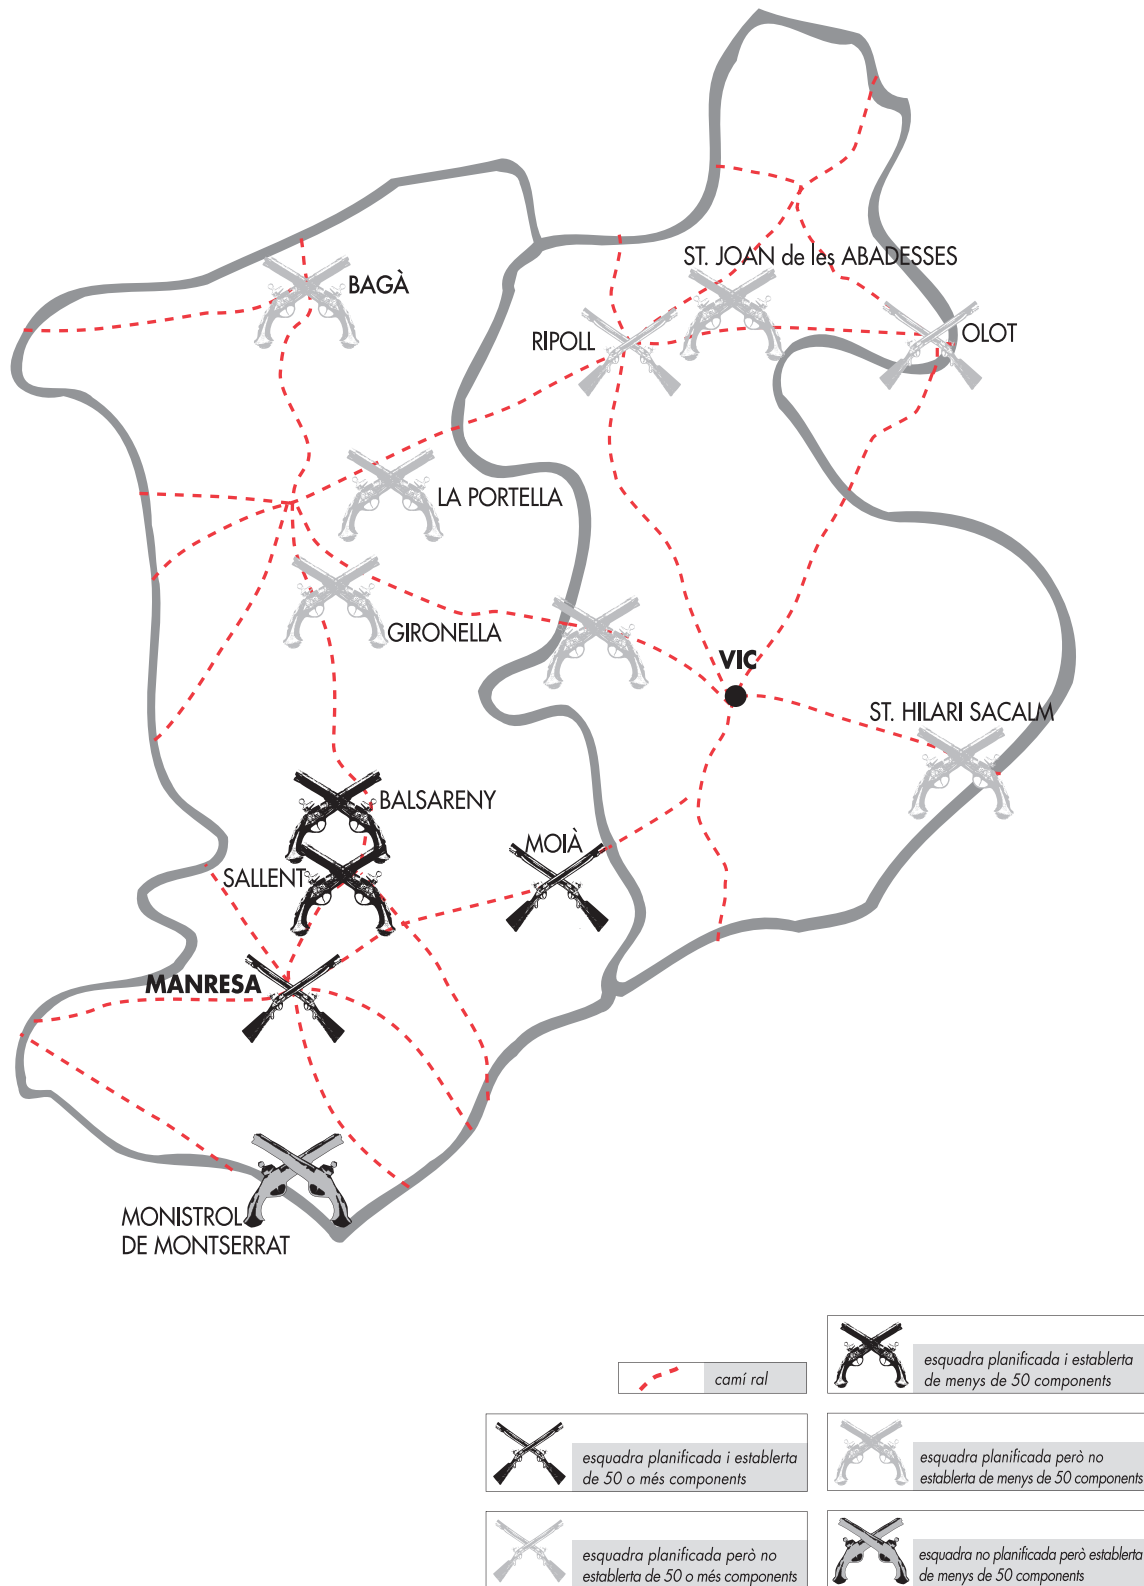 ST. JOAN de les ABADESSES
BAGÀ
RIPOLL
OLOT
LA PORTELLA
GIRONELLA
VIC
ST. HILARI SACALM
BALSARENY
MOIÀ
SALLENT
MANRESA
MONISTROL
DE MONTSERRAT
camí ral
esquadra planificada i establerta
de menys de 50 components
esquadra planificada i establerta
de 50 o més components
esquadra planificada però no
establerta de menys de 50 components
esquadra planificada però no
establerta de 50 o més components
esquadra no planificada però establerta
de menys de 50 components